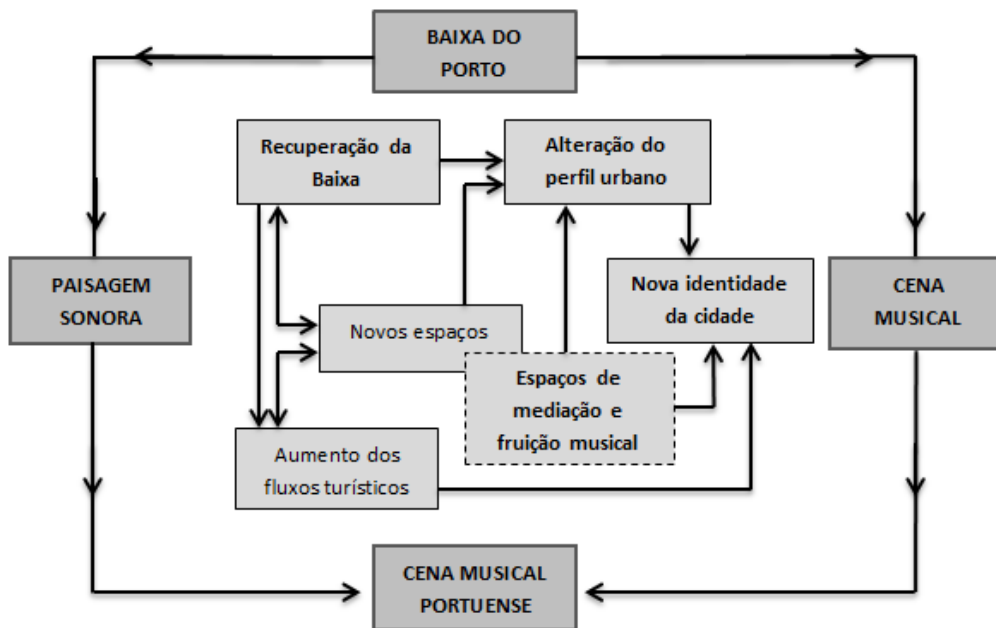 BAIXA DO
PORTO
Recuperação da
Baixa
Alteração do
perfil urbano
PAISAGEM
SONORA
Nova identidade
da cidade
CENA
MUSICAL
Novos espaços
Espaços de
mediação e
fruição musical
Aumento dos
fluxos turísticos
CENA MUSICAL
PORTUENSE